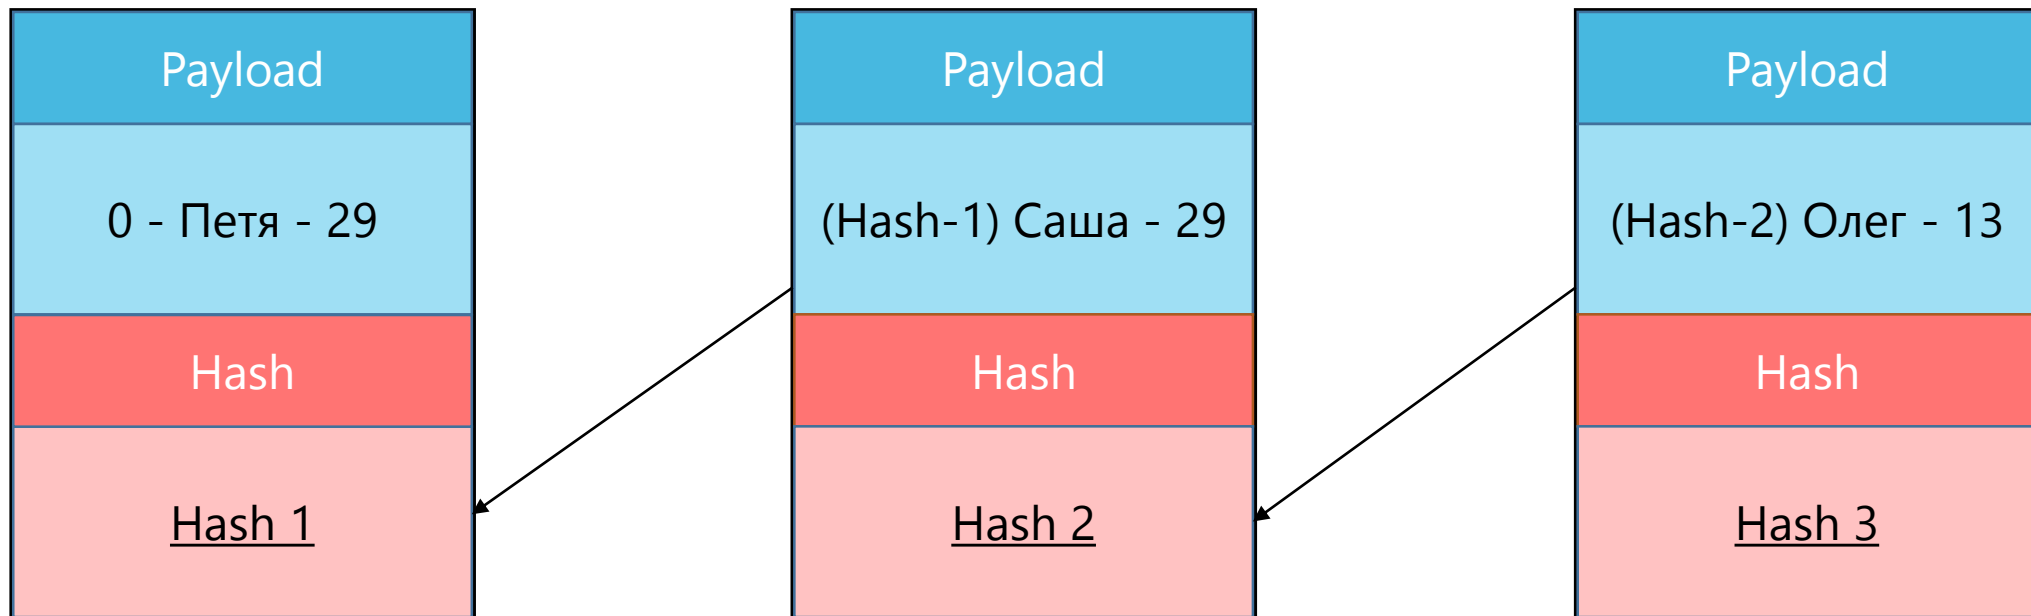 Payload
0 - Петя - 29
Hash
Hash 1
Payload
(Hash-1) Саша - 29
Hash
Hash 2
Payload
(Hash-2) Олег - 13
Hash
Hash 3